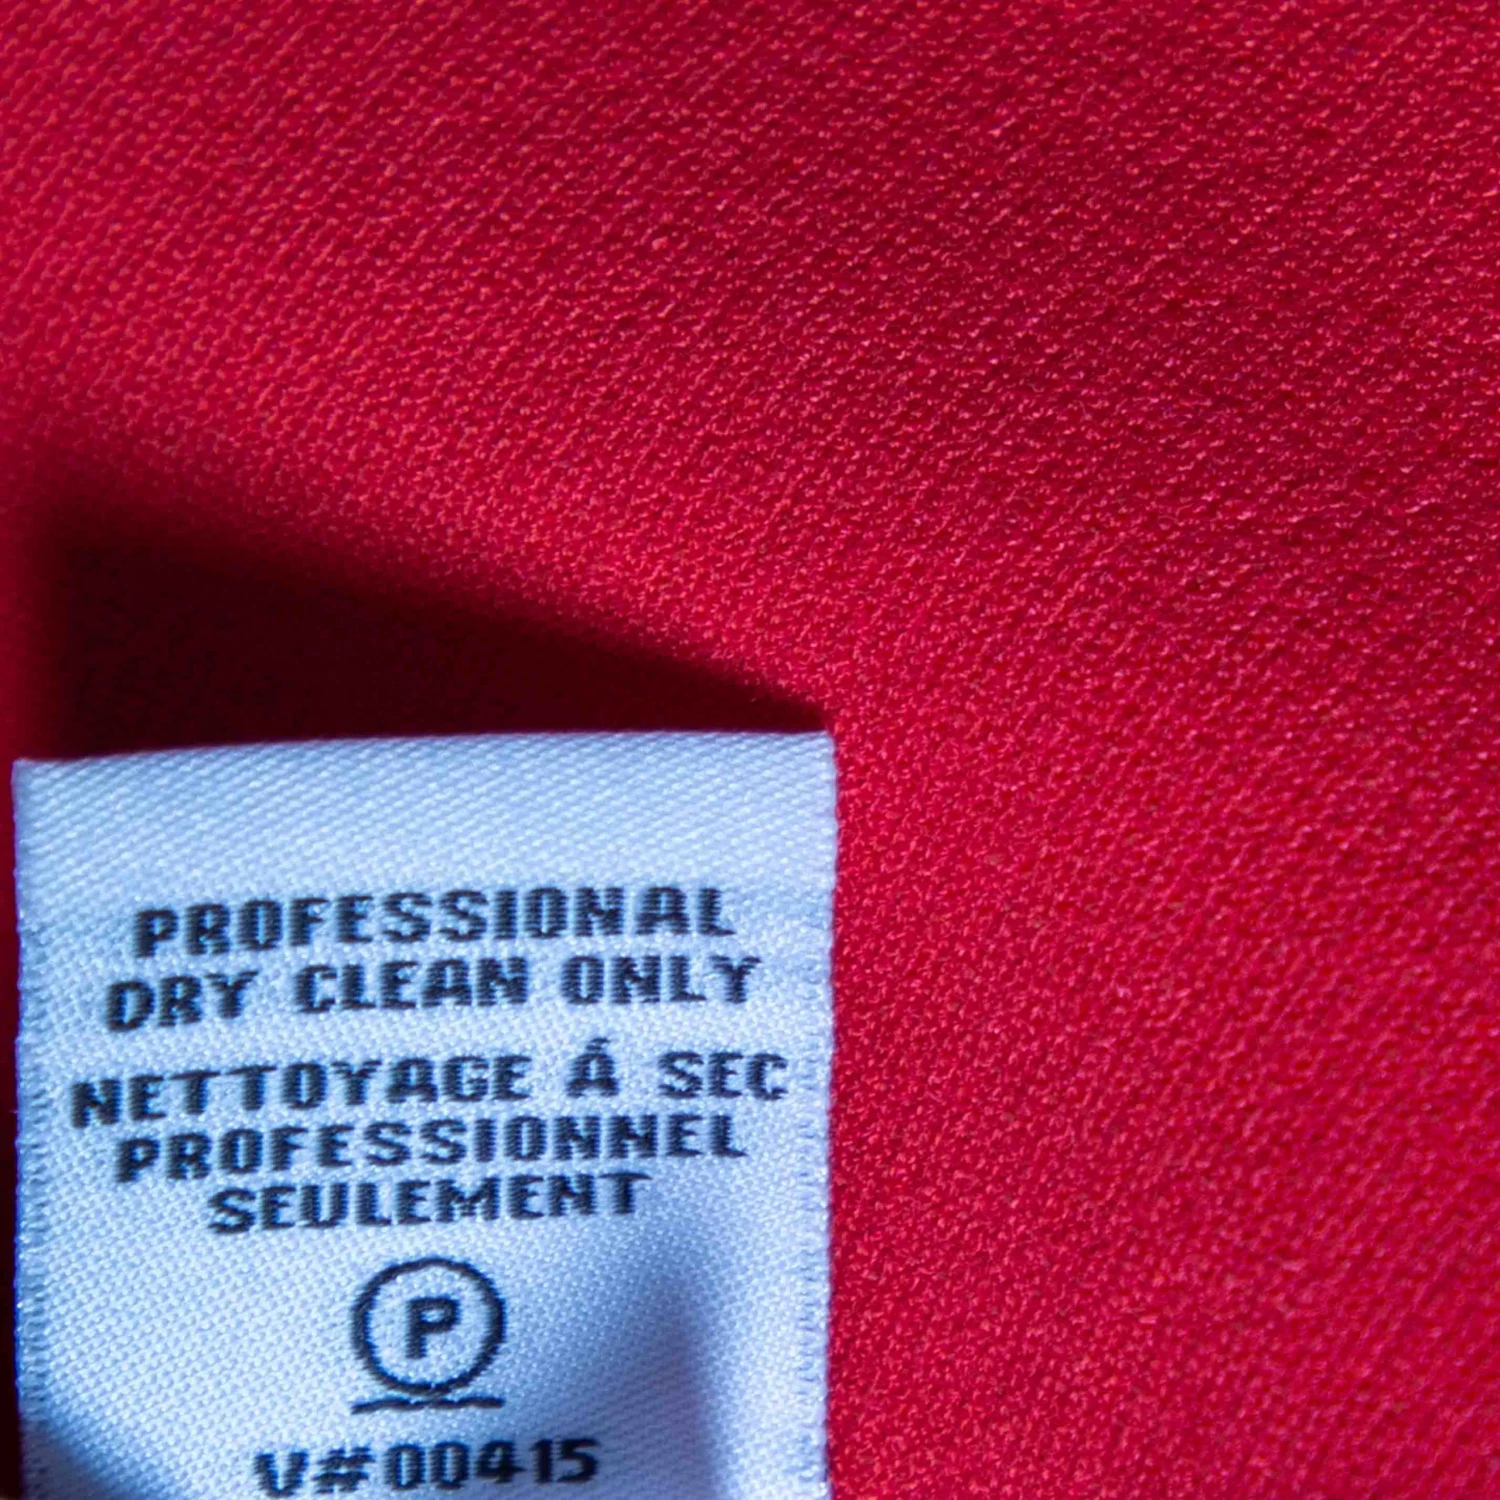 PROFESSIONAL
DRY CLEAN ONLY
NETTOYAGE Á SEC
PROFESSIONNEL
SEULEMENT
P
V#00415